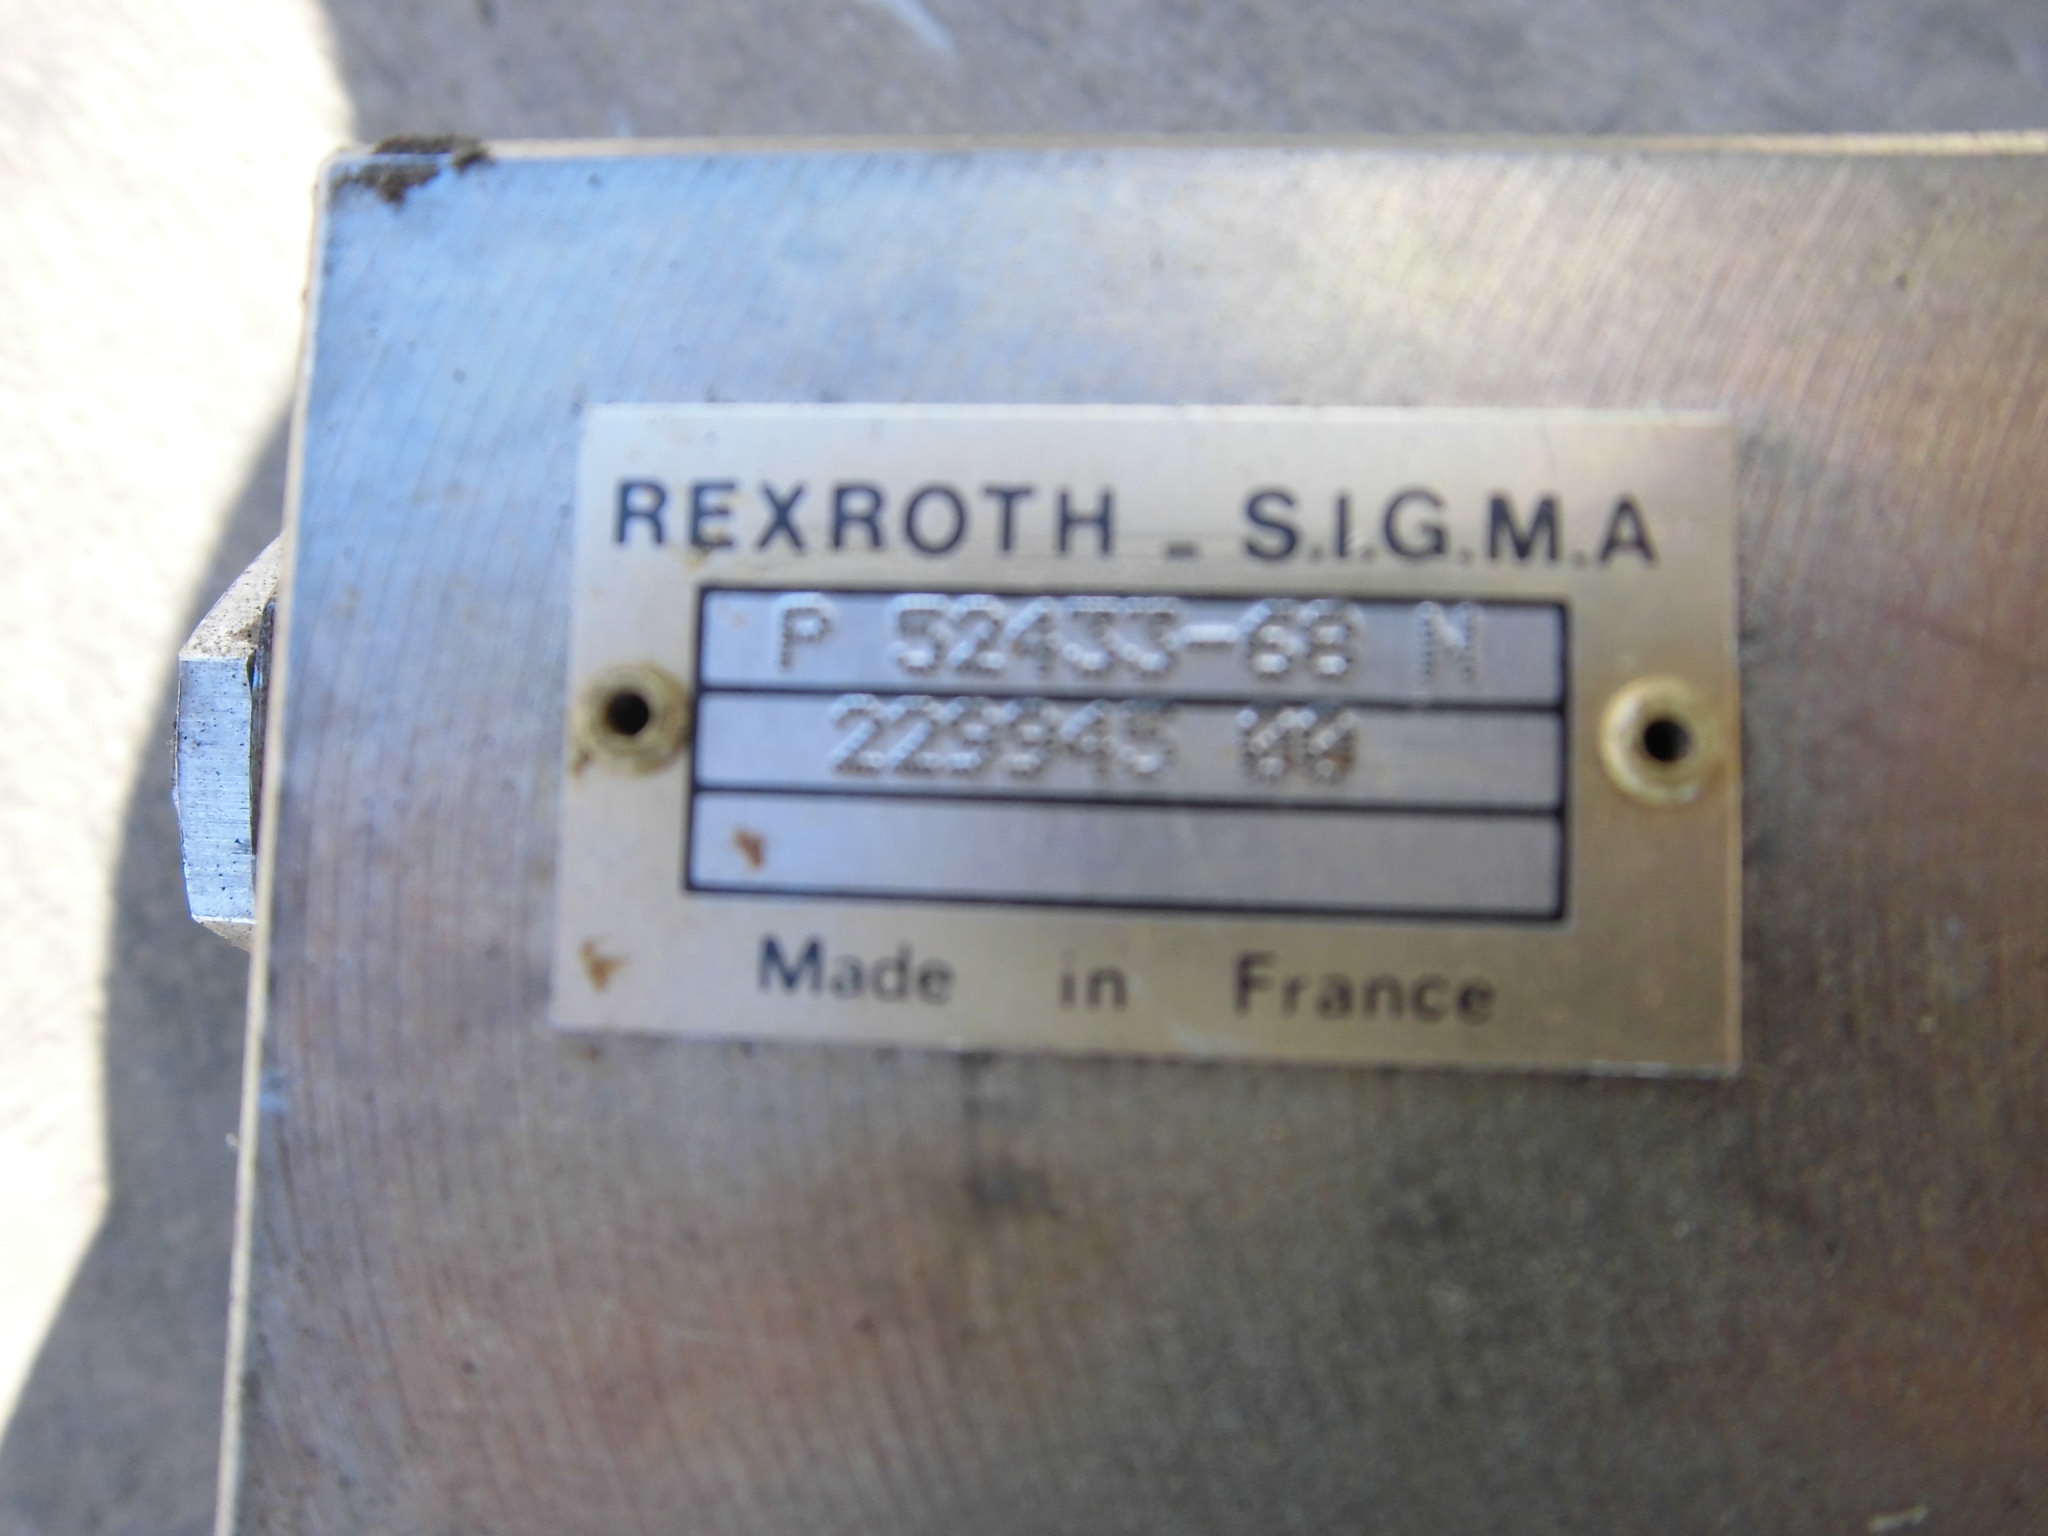 REXROTH - S.I.G.M.A
P 52433-68 N
229945 00
Made in France